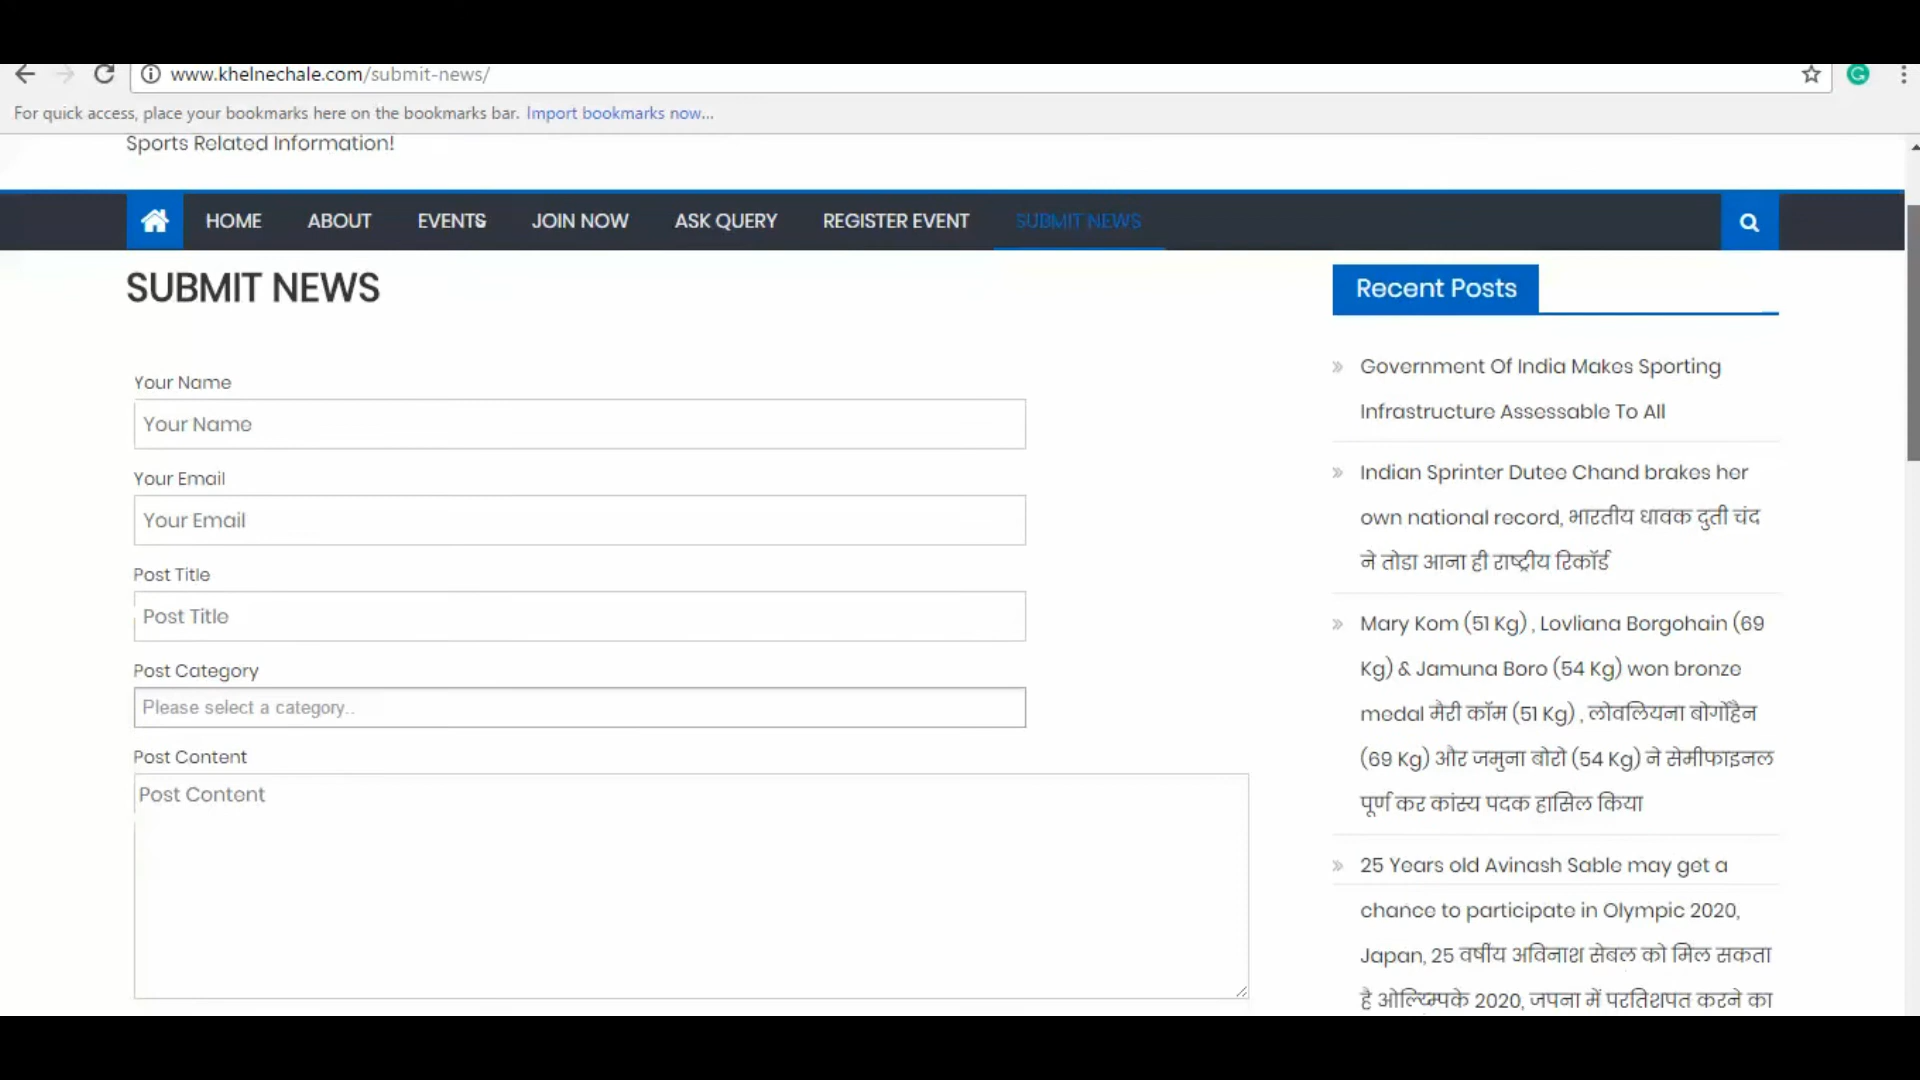 www.khelnechale.com/submit-news/
For quick access, place your bookmarks here on the bookmarks bar. Import bookmarks now...
Sports Related Information!
HOME ABOUT EVENTS JOIN NOW ASK QUERY REGISTER EVENT SUBMIT NEWS
SUBMIT NEWS
Your Name
Your Name
Your Email
Your Email
Post Title
Post Title
Post Category
Please select a category..
Post Content
Post Content
Recent Posts
Government Of India Makes Sporting
Infrastructure Assessable To All
Indian Sprinter Dutee Chand brakes her
own national record, भारतीय धावक दुती चंद
ने तोडा आना ही राष्ट्रीय रिकॉर्ड
Mary Kom (51 Kg) , Lovliana Borgohain (69
Kg) & Jamuna Boro (54 Kg) won bronze
medal मैरी कॉम (51 Kg) , लोवलियना बोर्गोहैन
(69 Kg) और जमुना बोरो (54 Kg) ने सेमीफाइनल
पूर्ण कर कांस्य पदक हासिल किया
25 Years old Avinash Sable may get a
chance to participate in Olympic 2020,
Japan, 25 वर्षीय अविनाश सेबल को मिल सकता
है 2020, जपना में करने का